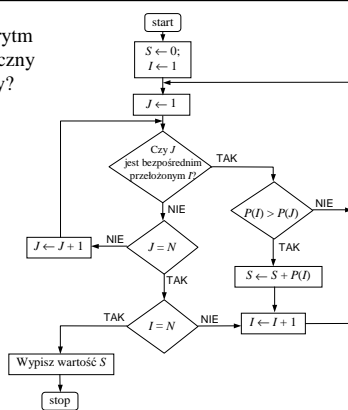 rytm
czny
y?
start
S ← 0;
I ← 1
J ← 1
Czy J
jest bezpośrednim
przełożonym I?
TAK
NIE
P(I) > P(J)
NIE
TAK
J ← J + 1
NIE
J = N
TAK
S ← S + P(I)
TAK
I = N
NIE
I ← I + 1
Wypisz wartość S
stop